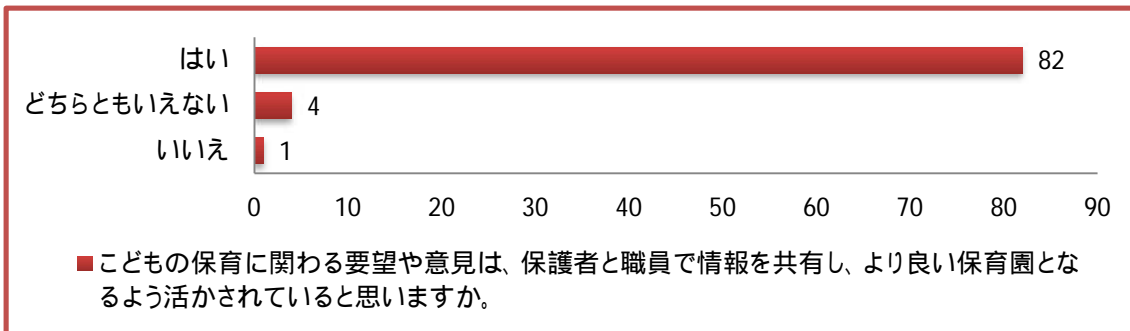 はい 82
どちらともいえない 4
いいえ 1
0 10 20 30 40 50 60 70 80 90
こどもの保育に関わる要望や意見は、保護者と職員で情報を共有し、より良い保育園とな
るよう活かされていると思いますか。